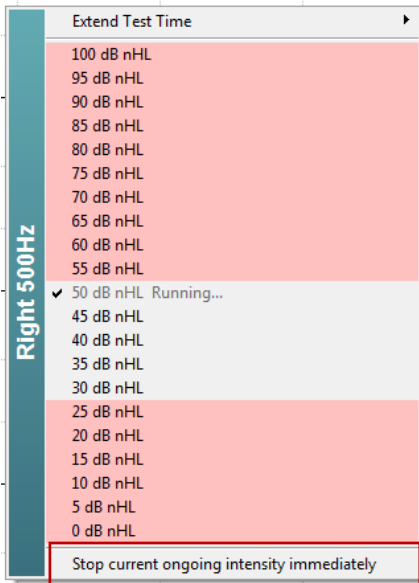 Extend Test Time
100 dB nHL
95 dB nHL
90 dB nHL
85 dB nHL
80 dB nHL
75 dB nHL
70 dB nHL
65 dB nHL
60 dB nHL
55 dB nHL
50 dB nHL Running...
45 dB nHL
40 dB nHL
35 dB nHL
30 dB nHL
25 dB nHL
20 dB nHL
15 dB nHL
10 dB nHL
5 dB nHL
0 dB nHL
Stop current ongoing intensity immediately
Right 500Hz